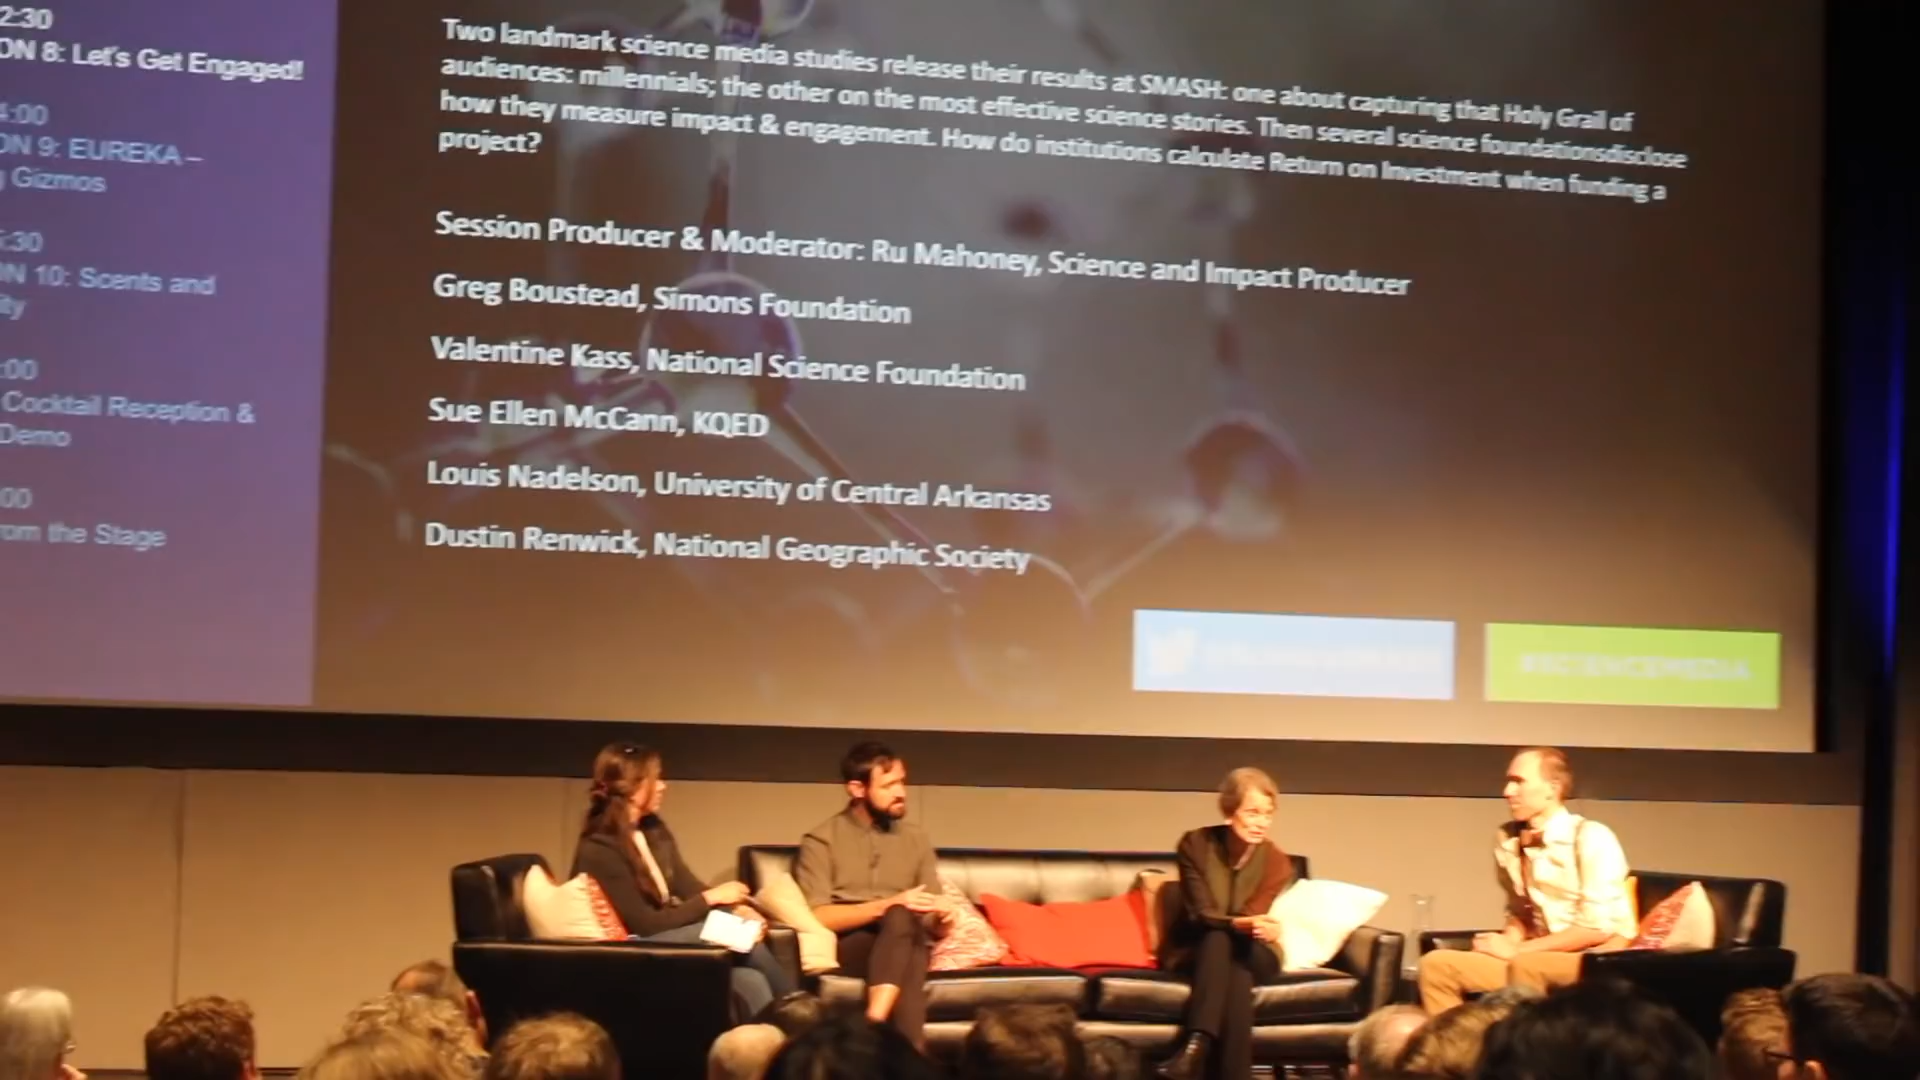 2:30
ON 8: Let's Get Engaged!
4:00
ON 9: EUREKA –
g Gizmos
5:30
ON 10: Scents and
ity
:00
Cocktail Reception &
Demo
:00
rom the Stage
Two landmark science media studies release their results at SMASH: one about capturing that Holy Grail of
audiences: millennials; the other on the most effective science stories. Then several science foundationsdisclose
how they measure impact & engagement. How do institutions calculate Return on Investment when funding a
project?
Session Producer & Moderator: Ru Mahoney, Science and Impact Producer
Greg Boustead, Simons Foundation
Valentine Kass, National Science Foundation
Sue Ellen McCann, KQED
Louis Nadelson, University of Central Arkansas
Dustin Renwick, National Geographic Society
#SCIENCEMEDIA